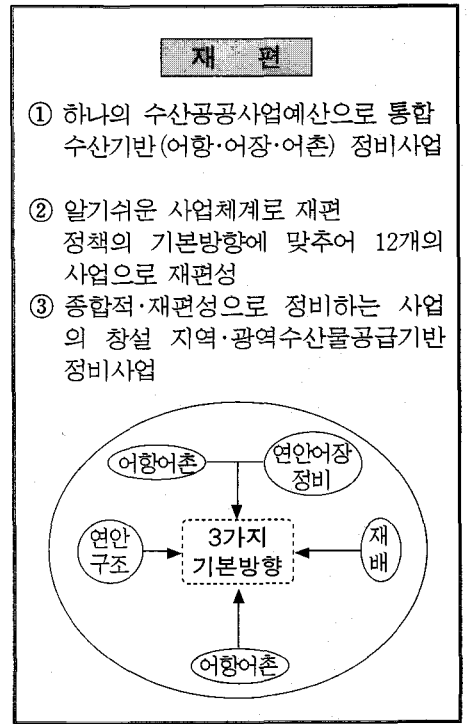 재 편
① 하나의 수산공공사업예산으로 통합
수산기반(어항·어장·어촌) 정비사업
② 알기쉬운 사업체계로 재편
정책의 기본방향에 맞추어 12개의
사업으로 재편성
③ 종합적·재편성으로 정비하는 사업
의 창설 지역·광역수산물공급기반
정비사업
어항어촌
연안어장
정비
연안
구조
3가지
기본방향
재
배
어항어촌